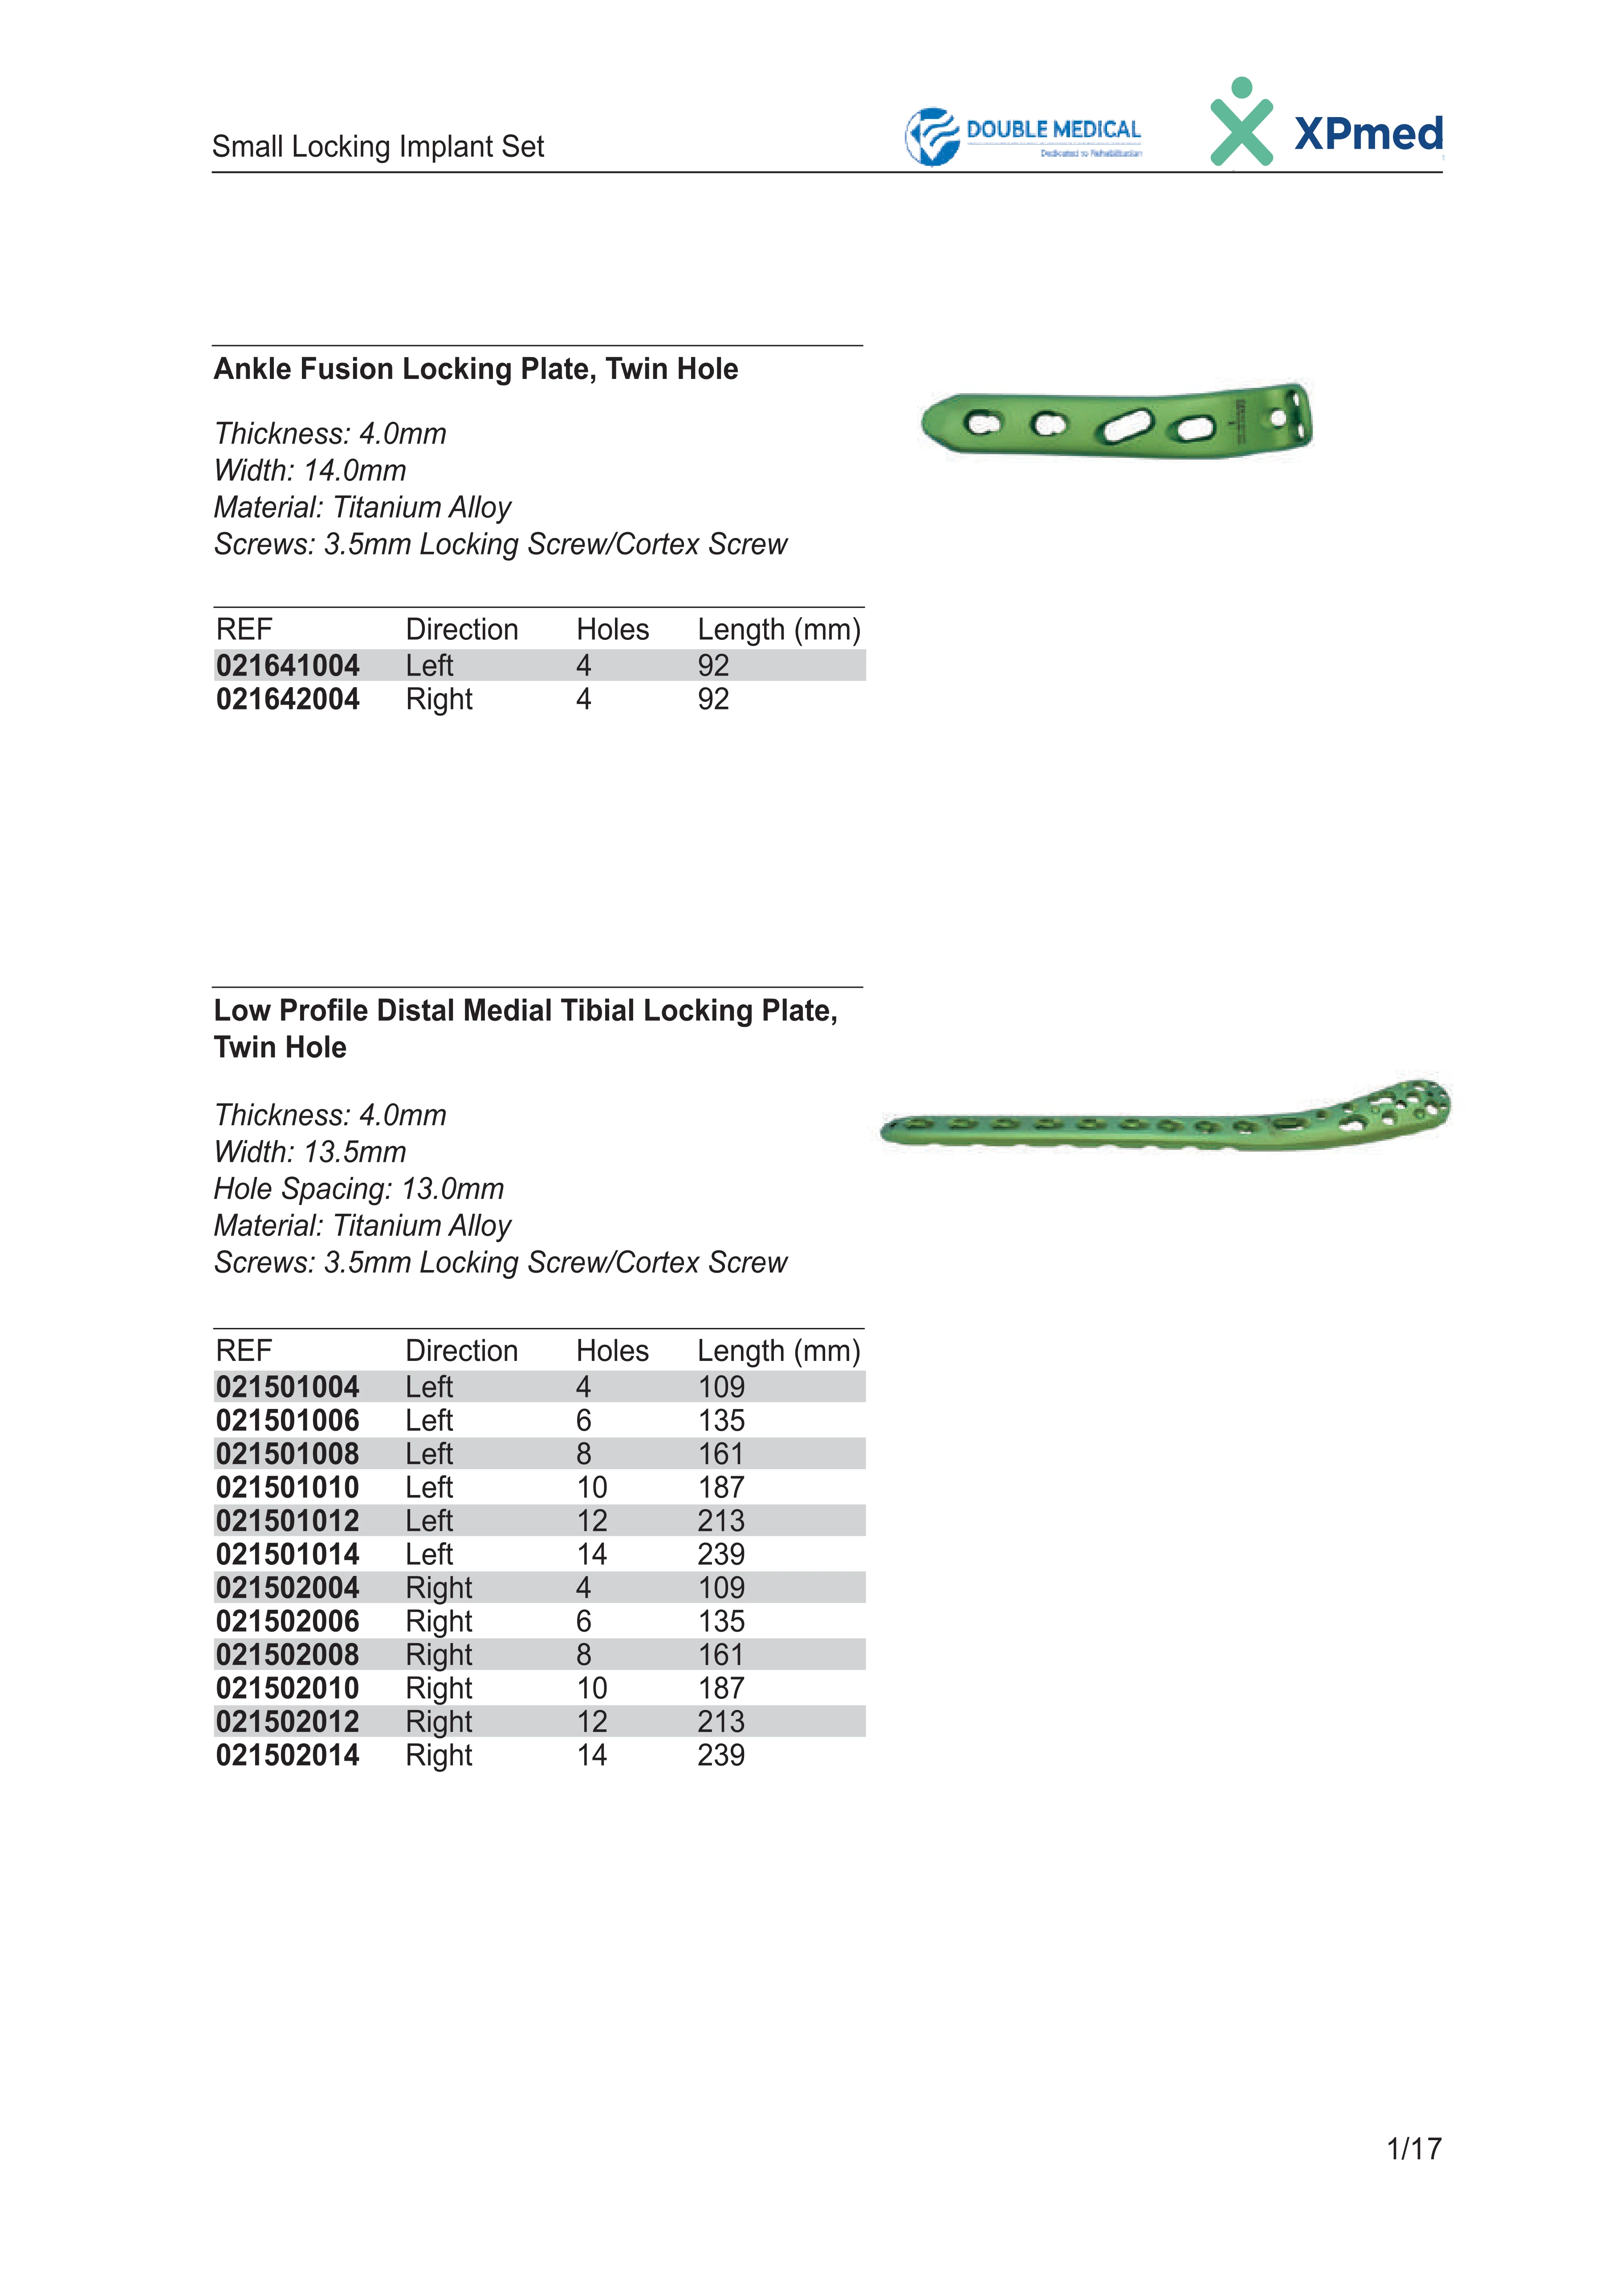 Small Locking Implant Set
DOUBLE MEDICAL
Dedicated to Rehabilitation
XPmed
Ankle Fusion Locking Plate, Twin Hole
Thickness: 4.0mm
Width: 14.0mm
Material: Titanium Alloy
Screws: 3.5mm Locking Screw/Cortex Screw
REF Direction Holes Length (mm)
021641004 Left 4 92
021642004 Right 4 92
Low Profile Distal Medial Tibial Locking Plate,
Twin Hole
Thickness: 4.0mm
Width: 13.5mm
Hole Spacing: 13.0mm
Material: Titanium Alloy
Screws: 3.5mm Locking Screw/Cortex Screw
REF Direction Holes Length (mm)
021501004 Left 4 109
021501006 Left 6 135
021501008 Left 8 161
021501010 Left 10 187
021501012 Left 12 213
021501014 Left 14 239
021502004 Right 4 109
021502006 Right 6 135
021502008 Right 8 161
021502010 Right 10 187
021502012 Right 12 213
021502014 Right 14 239
1/17